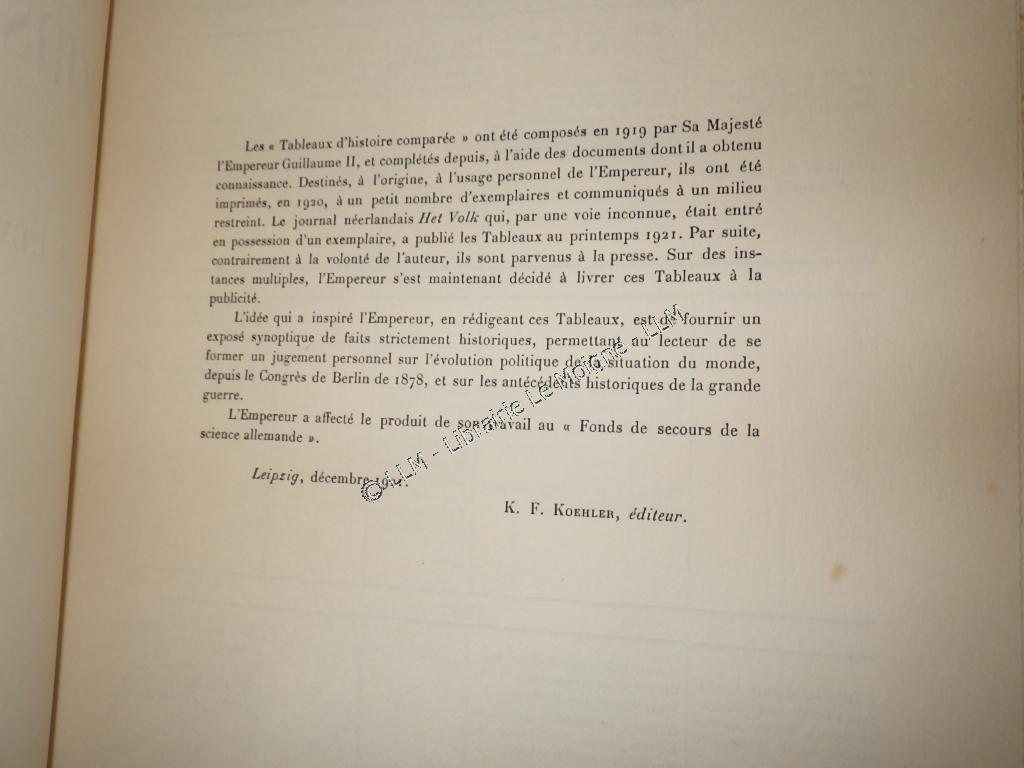 Les « Tableaux d'histoire comparée » ont été composés en 1919 par Sa Majesté
l'Empereur Guillaume II, et complétés depuis, à l'aide des documents dont il a obtenu
connaissance. Destinés, à l'origine, à l'usage personnel de l'Empereur, ils ont été
imprimés, en 1920, à un petit nombre d'exemplaires et communiqués à un milieu
restreint. Le journal néerlandais Het Volk qui, par une voie inconnue, était entré
en possession d'un exemplaire, a publié les Tableaux au printemps 1921. Par suite,
contrairement à la volonté de l'auteur, ils sont parvenus à la presse. Sur des ins-
tances multiples, l'Empereur s'est maintenant décidé à livrer ces Tableaux à la
publicité.
L'idée qui a inspiré l'Empereur, en rédigeant ces Tableaux, est de fournir un
exposé synoptique de faits strictement historiques, permettant au lecteur de se
former un jugement personnel sur l'évolution politique de la situation du monde,
depuis le Congrès de Berlin de 1878, et sur les antécédents historiques de la grande
guerre.
L'Empereur a affecté le produit de son travail au « Fonds de secours de la
science allemande ».
Leipzig, décembre
K. F. Koehler, éditeur.
© LLM - Librairie Le Moigne - LLM